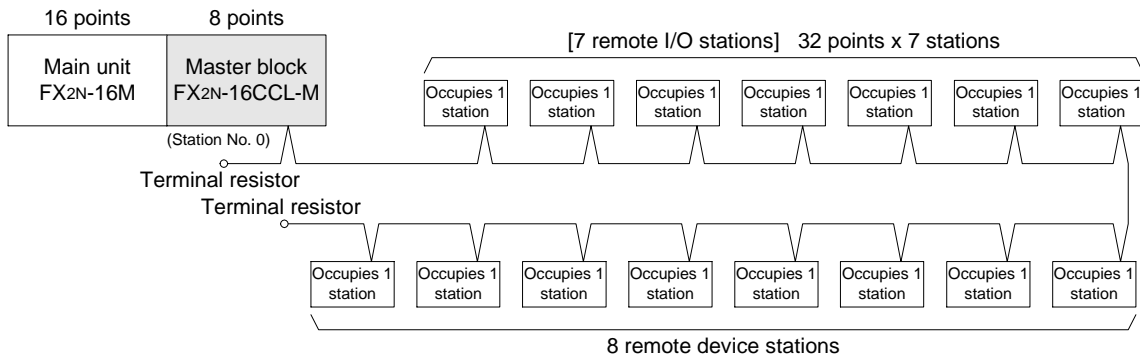 16 points
8 points
Main unit
FX2N-16M
Master block
FX2N-16CCL-M
(Station No. 0)
[7 remote I/O stations] 32 points x 7 stations
Occupies 1
station
Occupies 1
station
Occupies 1
station
Occupies 1
station
Occupies 1
station
Occupies 1
station
Occupies 1
station
Terminal resistor
Terminal resistor
Occupies 1
station
Occupies 1
station
Occupies 1
station
Occupies 1
station
Occupies 1
station
Occupies 1
station
Occupies 1
station
Occupies 1
station
8 remote device stations